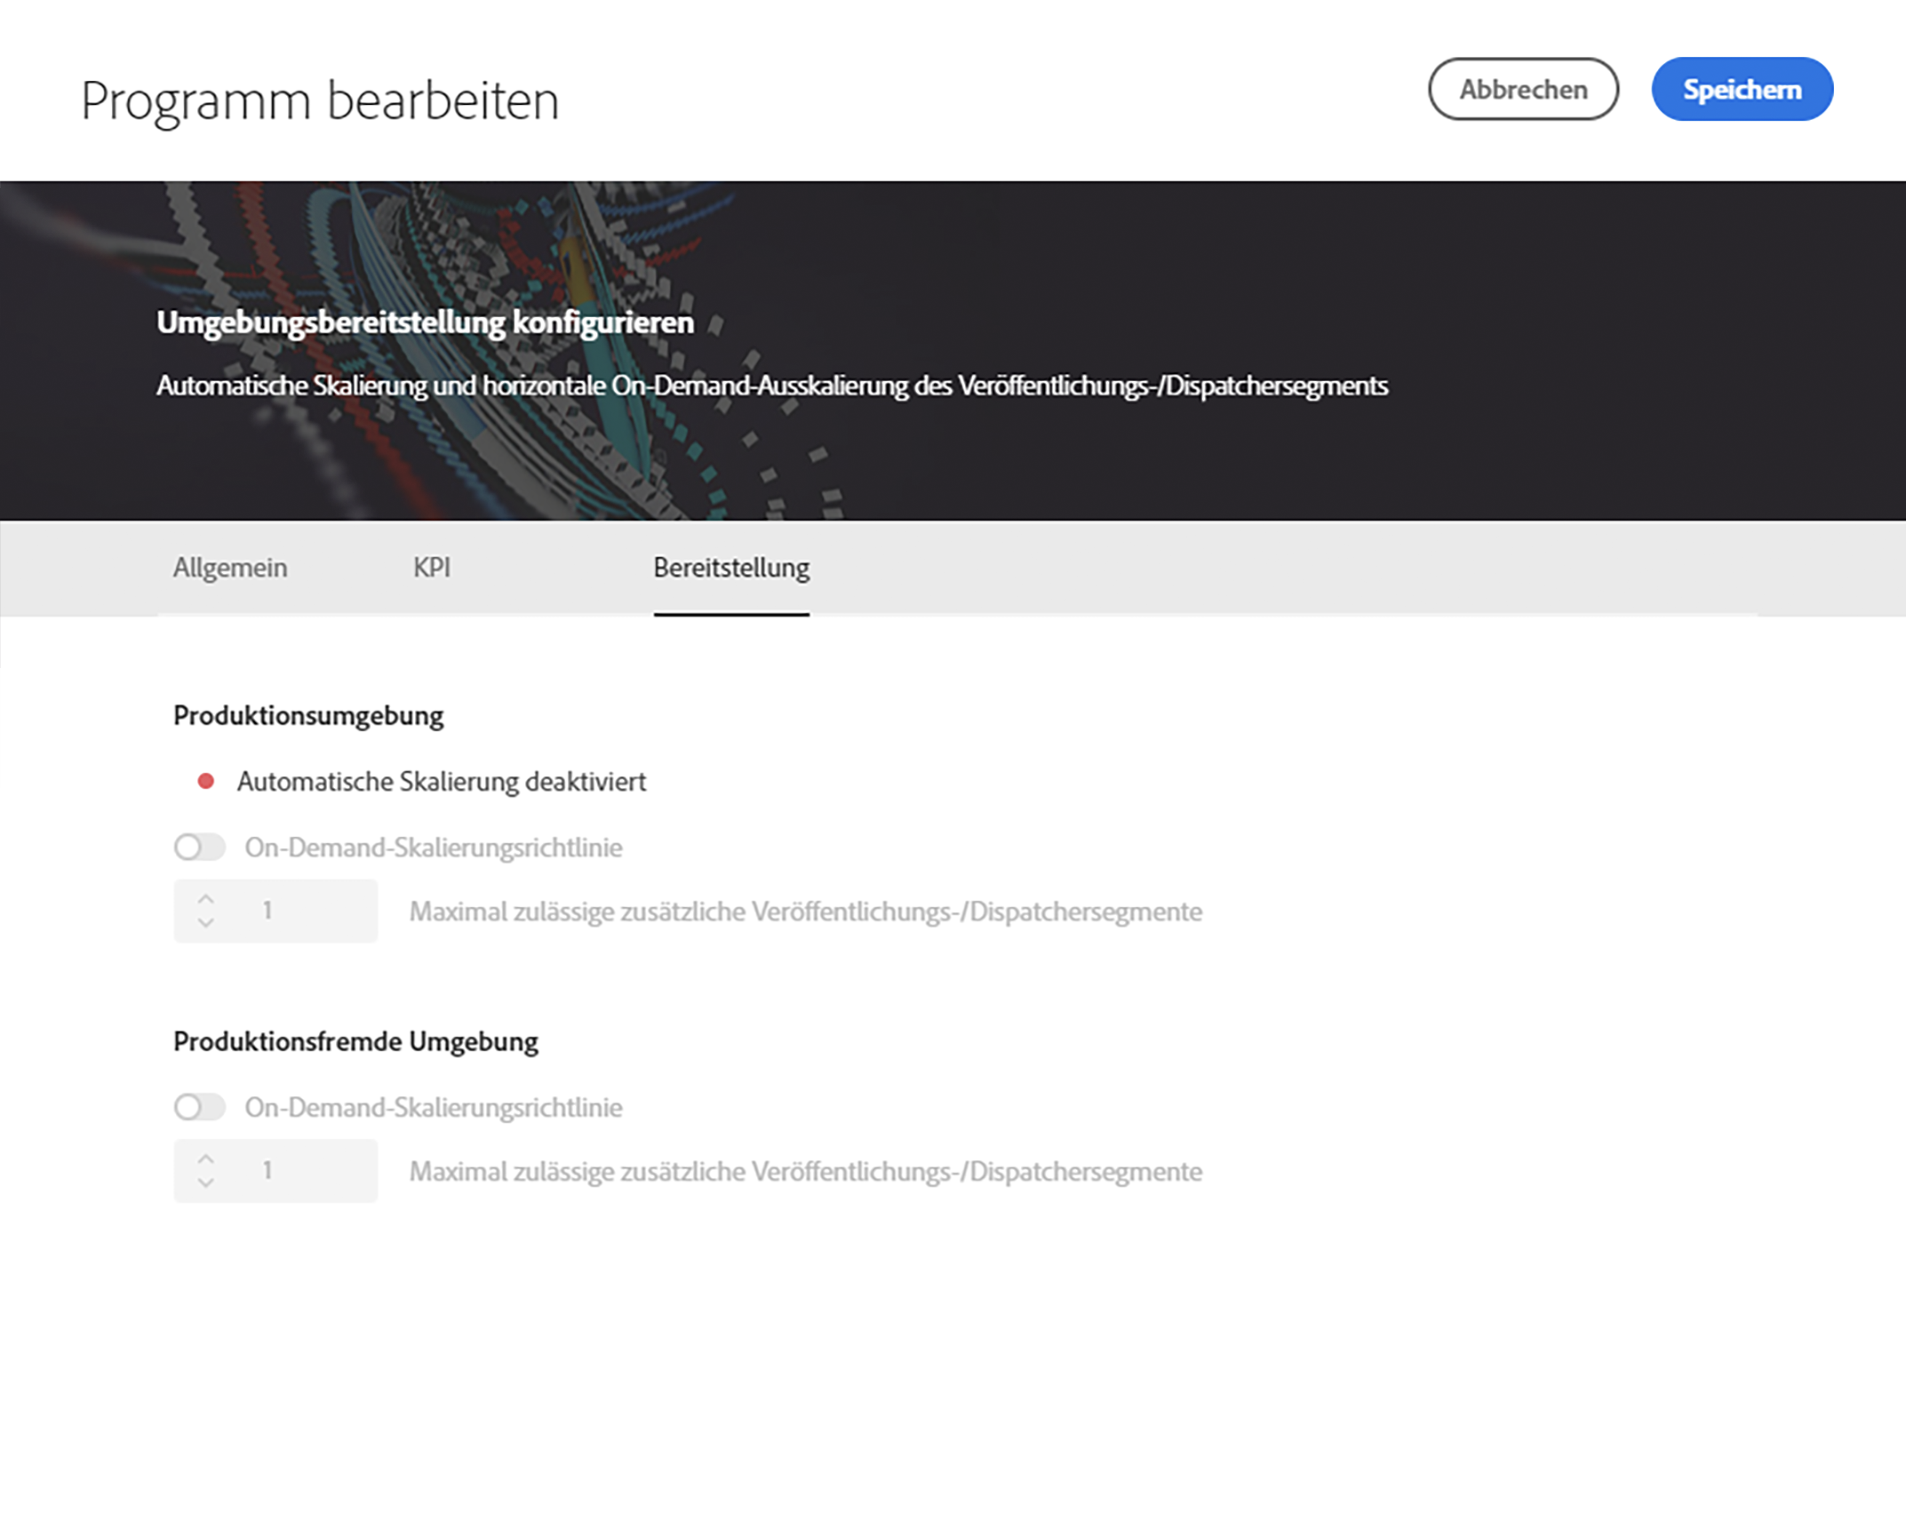 Programm bearbeiten
Abbrechen
Speichern
Umgebungsbereitstellung konfigurieren
Automatische Skalierung und horizontale On-Demand-Ausskalierung des Veröffentlichungs-/Dispatchersegments
Allgemein
KPI
Bereitstellung
Produktionsumgebung
Automatische Skalierung deaktiviert
On-Demand-Skalierungsrichtlinie
1
Maximal zulässige zusätzliche Veröffentlichungs-/Dispatchersegmente
Produktionsfremde Umgebung
On-Demand-Skalierungsrichtlinie
1
Maximal zulässige zusätzliche Veröffentlichungs-/Dispatchersegmente